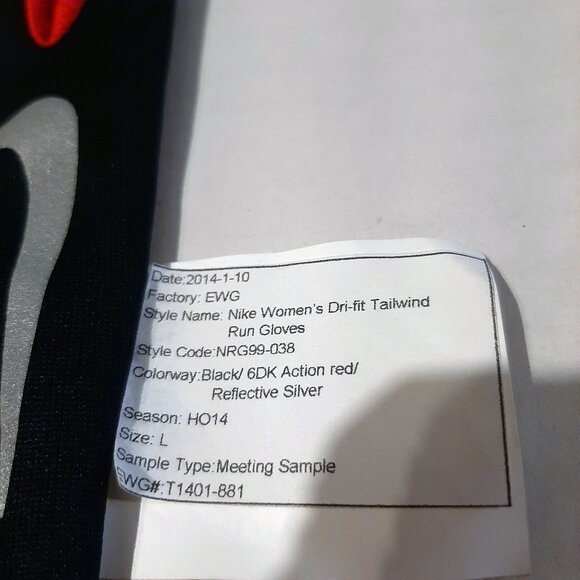 Date:2014-1-10
Factory: EWG
Style Name: Nike Women's Dri-fit Tailwind
Run Gloves
Style Code:NRG99-038
Colorway:Black/ 6DK Action red/
Reflective Silver
Season: HO14
Size: L
Sample Type:Meeting Sample
EWG#:T1401-881